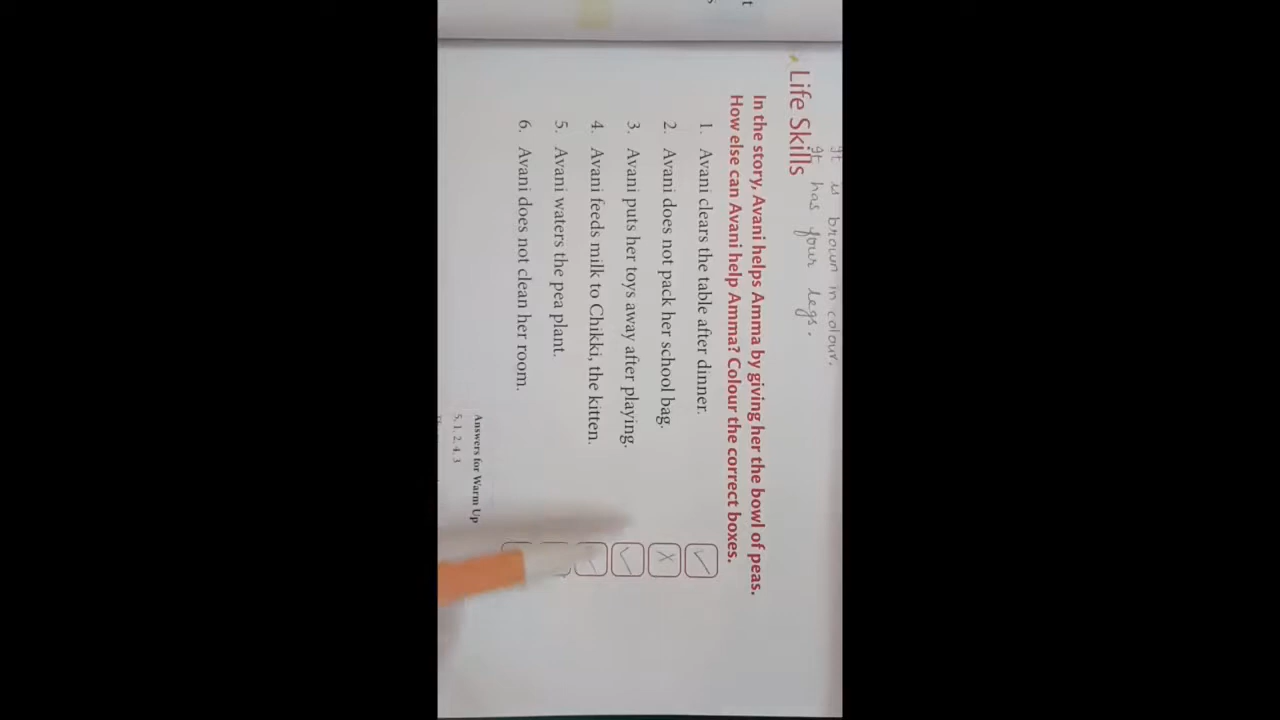 It is brown in colour.
It has four legs.
Life Skills
In the story, Avani helps Amma by giving her the bowl of peas.
How else can Avani help Amma? Colour the correct boxes.
1. Avani clears the table after dinner. ✓
2. Avani does not pack her school bag. X
3. Avani puts her toys away after playing. ✓
4. Avani feeds milk to Chikki, the kitten. ✓
5. Avani waters the pea plant.
6. Avani does not clean her room.
Answers for Warm Up
5, 1, 2, 4, 3